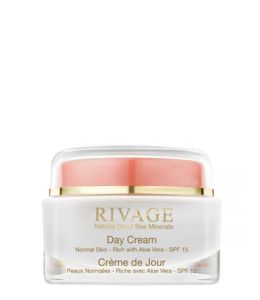 RIVAGE
Natural Dead Sea Minerals
Day Cream
Normal Skin - Rich with Aloe Vera - SPF 15
Crème de Jour
Peaux Normales - Riche avec Aloe Vera - SPF 15